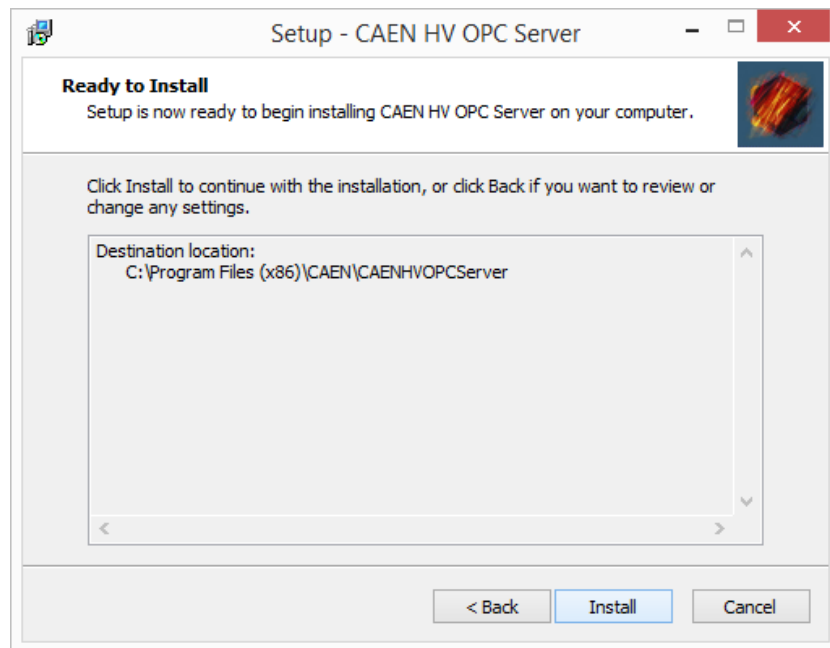 Setup - CAEN HV OPC Server
Ready to Install
Setup is now ready to begin installing CAEN HV OPC Server on your computer.
Click Install to continue with the installation, or click Back if you want to review or
change any settings.
Destination location:
C:\Program Files (x86)\CAEN\CAENHVOPCServer
< Back
Install
Cancel